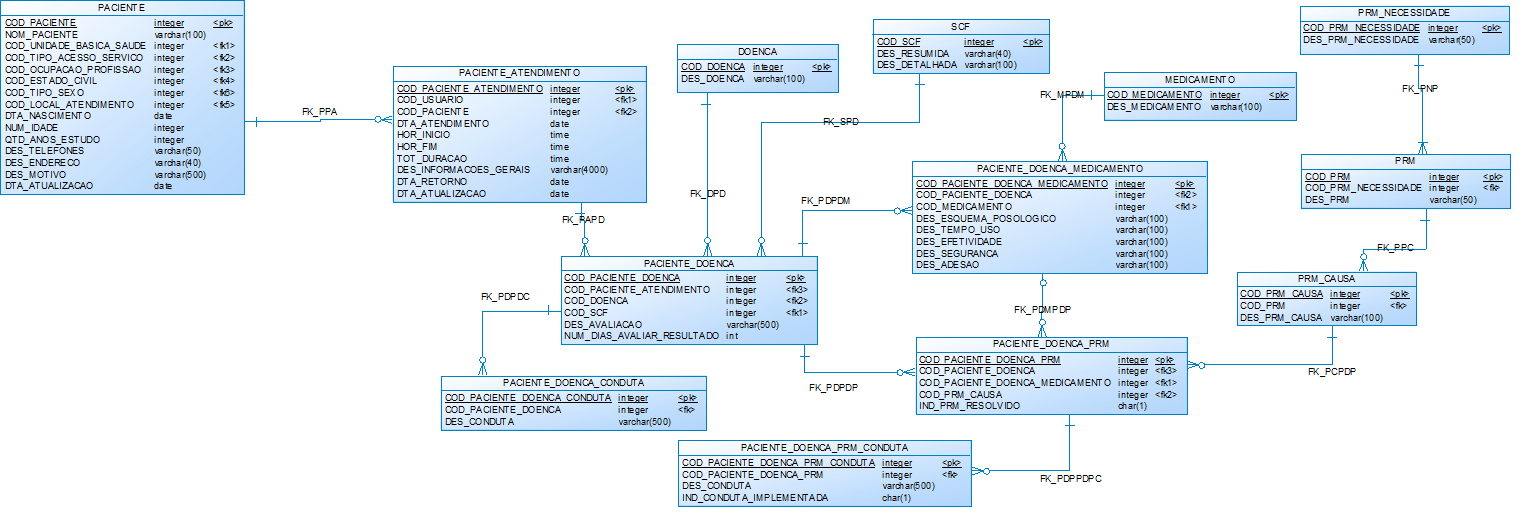 PACIENTE
COD_PACIENTE integer <pk>
NOM_PACIENTE varchar(100)
COD_UNIDADE_BASICA_SAUDE integer <fk1>
COD_TIPO_ACESSO_SERVICO integer <fk2>
COD_OCUPACAO_PROFISSAO integer <fk3>
COD_ESTADO_CIVIL integer <fk4>
COD_TIPO_SEXO integer <fk6>
COD_LOCAL_ATENDIMENTO integer <fk5>
DTA_NASCIMENTO date
NUM_IDADE integer
QTD_ANOS_ESTUDO integer
DES_TELEFONES varchar(50)
DES_ENDERECO varchar(40)
DES_MOTIVO varchar(500)
DTA_ATUALIZACAO date
FK_PPA
PACIENTE_ATENDIMENTO
COD_PACIENTE_ATENDIMENTO integer <pk>
COD_USUARIO integer <fk1>
COD_PACIENTE integer <fk2>
DTA_ATENDIMENTO date
HOR_INICIO time
HOR_FIM time
TOT_DURACAO time
DES_INFORMACOES_GERAIS varchar(4000)
DTA_RETORNO date
DTA_ATUALIZACAO date
FK_PAPD
DOENCA
COD_DOENCA integer <pk>
DES_DOENCA varchar(100)
FK_DPD
SCF
COD_SCF integer <pk>
DES_RESUMIDA varchar(40)
DES_DETALHADA varchar(100)
FK_SPD
MEDICAMENTO
COD_MEDICAMENTO integer <pk>
DES_MEDICAMENTO varchar(100)
FK_MPDM
PRM_NECESSIDADE
COD_PRM_NECESSIDADE integer <pk>
DES_PRM_NECESSIDADE varchar(50)
FK_PNP
PRM
COD_PRM integer <pk>
COD_PRM_NECESSIDADE integer <fk>
DES_PRM varchar(50)
FK_PPC
PACIENTE_DOENCA_MEDICAMENTO
COD_PACIENTE_DOENCA_MEDICAMENTO integer <pk>
COD_PACIENTE_DOENCA integer <fk2>
COD_MEDICAMENTO integer <fk1>
DES_ESQUEMA_POSOLOGICO varchar(100)
DES_TEMPO_USO varchar(100)
DES_EFETIVIDADE varchar(100)
DES_SEGURANCA varchar(100)
DES_ADESAO varchar(100)
FK_PDPDM
PACIENTE_DOENCA
COD_PACIENTE_DOENCA integer <pk>
COD_PACIENTE_ATENDIMENTO integer <fk3>
COD_DOENCA integer <fk2>
COD_SCF integer <fk1>
DES_AVALIACAO varchar(500)
NUM_DIAS_AVALIAR_RESULTADO int
FK_PDPDC
PRM_CAUSA
COD_PRM_CAUSA integer <pk>
COD_PRM integer <fk>
DES_PRM_CAUSA varchar(100)
FK_PCPDP
FK_PDMPDP
PACIENTE_DOENCA_PRM
COD_PACIENTE_DOENCA_PRM integer <pk>
COD_PACIENTE_DOENCA integer <fk3>
COD_PACIENTE_DOENCA_MEDICAMENTO integer <fk1>
COD_PRM_CAUSA integer <fk2>
IND_PRM_RESOLVIDO char(1)
FK_PDPDP
PACIENTE_DOENCA_CONDUTA
COD_PACIENTE_DOENCA_CONDUTA integer <pk>
COD_PACIENTE_DOENCA integer <fk>
DES_CONDUTA varchar(500)
PACIENTE_DOENCA_PRM_CONDUTA
COD_PACIENTE_DOENCA_PRM_CONDUTA integer <pk>
COD_PACIENTE_DOENCA_PRM integer <fk>
DES_CONDUTA varchar(500)
IND_CONDUTA_IMPLEMENTADA char(1)
FK_PDPPDPC